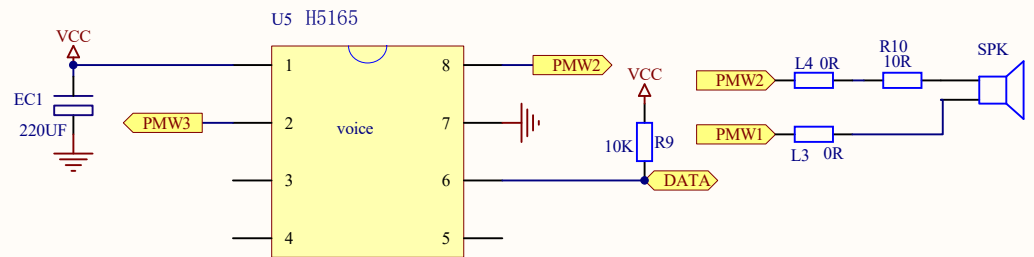 U5 H5165
VCC
1
8
PMW2
EC1
220UF
PMW3
2
voice
7
3
6
4
5
VCC
10K
R9
DATA
PMW2
L4 0R
R10
10R
SPK
PMW1
L3 0R